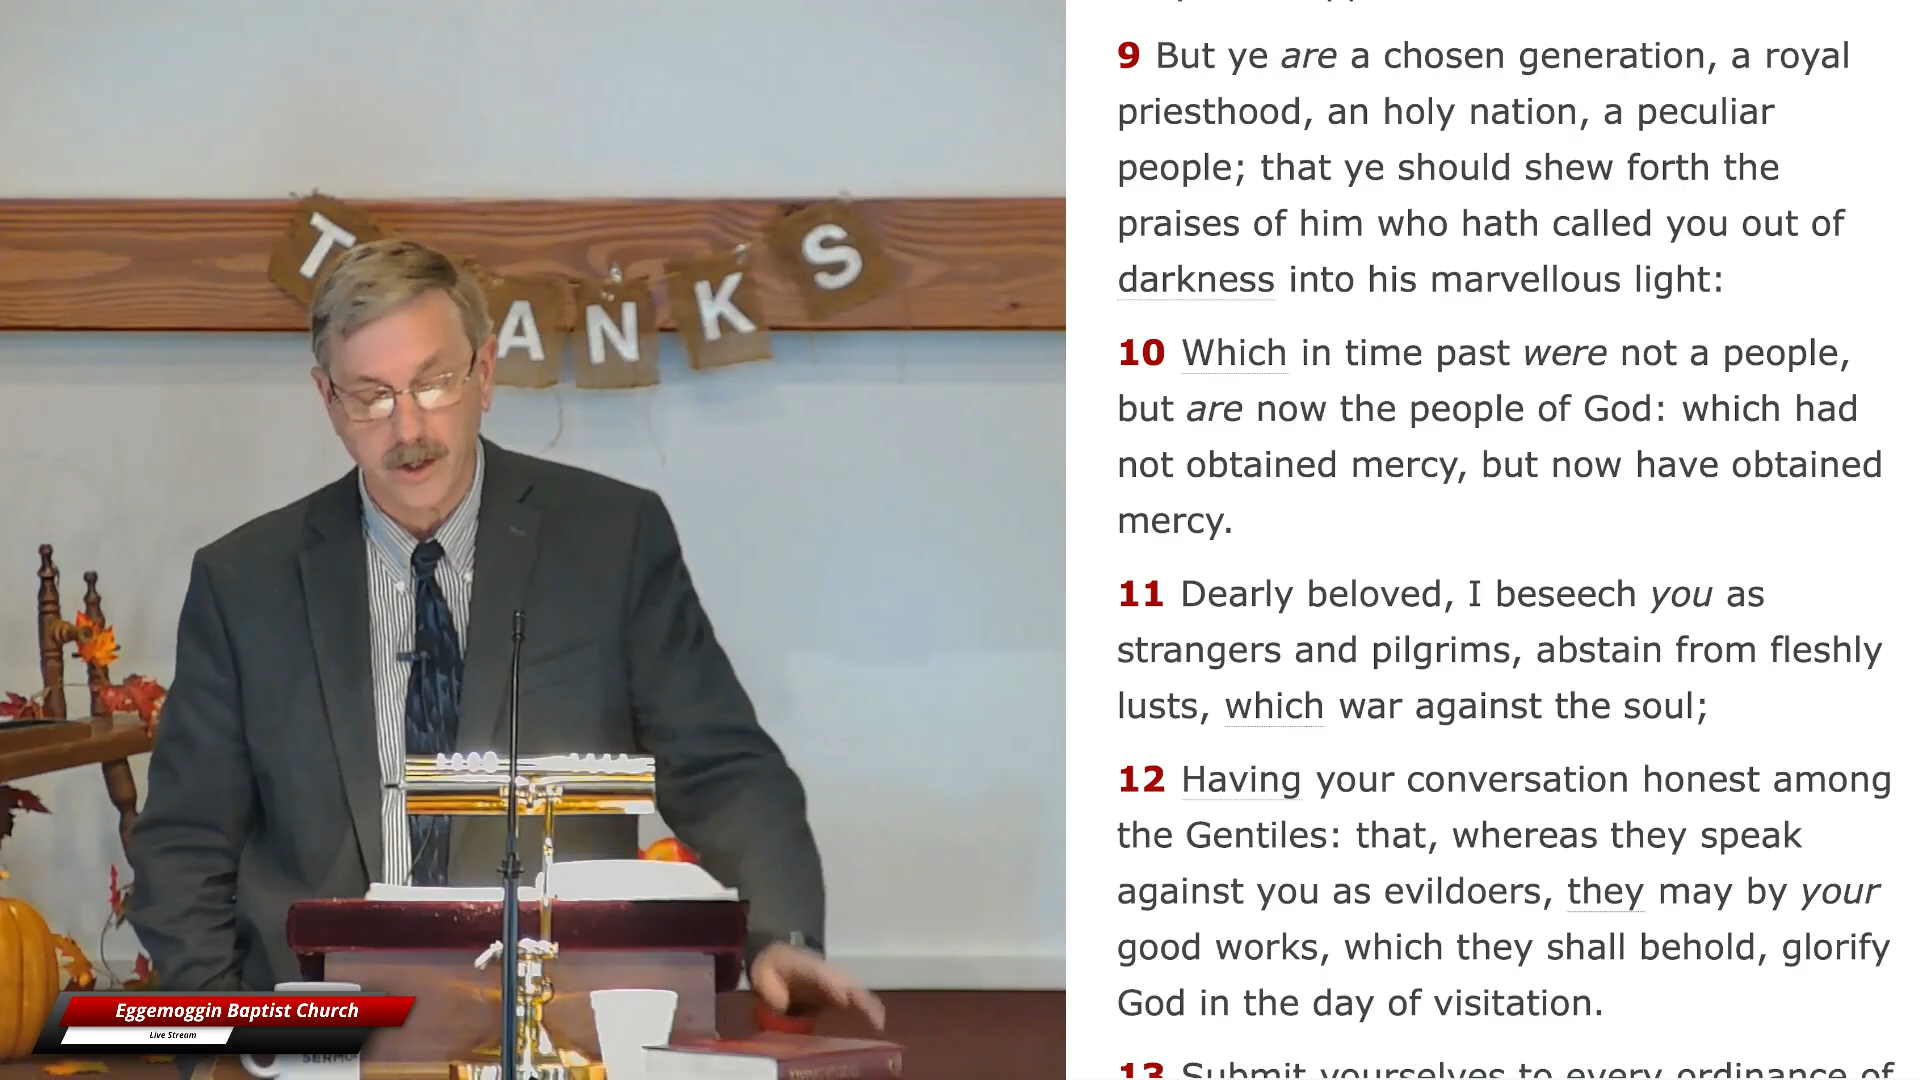 T ANKS
Eggemoggin Baptist Church
Live Stream
9 But ye are a chosen generation, a royal
priesthood, an holy nation, a peculiar
people; that ye should shew forth the
praises of him who hath called you out of
darkness into his marvellous light:
10 Which in time past were not a people,
but are now the people of God: which had
not obtained mercy, but now have obtained
mercy.
11 Dearly beloved, I beseech you as
strangers and pilgrims, abstain from fleshly
lusts, which war against the soul;
12 Having your conversation honest among
the Gentiles: that, whereas they speak
against you as evildoers, they may by your
good works, which they shall behold, glorify
God in the day of visitation.
13 Submit yourselves to every ordinance of